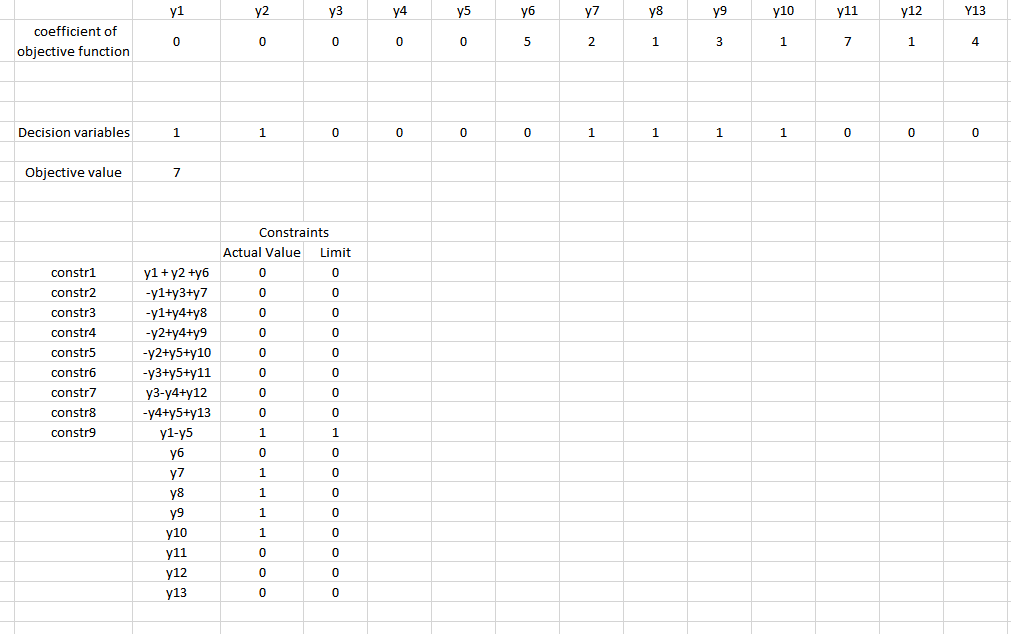 y1 y2 y3 y4 y5 y6 y7 y8 y9 y10 y11 y12 Y13
coefficient of
objective function 0 0 0 0 0 5 2 1 3 1 7 1 4
Decision variables 1 1 0 0 0 0 1 1 1 1 0 0 0
Objective value 7
Constraints
Actual Value Limit
constr1 y1 + y2 +y6 0 0
constr2 -y1+y3+y7 0 0
constr3 -y1+y4+y8 0 0
constr4 -y2+y4+y9 0 0
constr5 -y2+y5+y10 0 0
constr6 -y3+y5+y11 0 0
constr7 y3-y4+y12 0 0
constr8 -y4+y5+y13 0 0
constr9 y1-y5 1 1
y6 0 0
y7 1 0
y8 1 0
y9 1 0
y10 1 0
y11 0 0
y12 0 0
y13 0 0